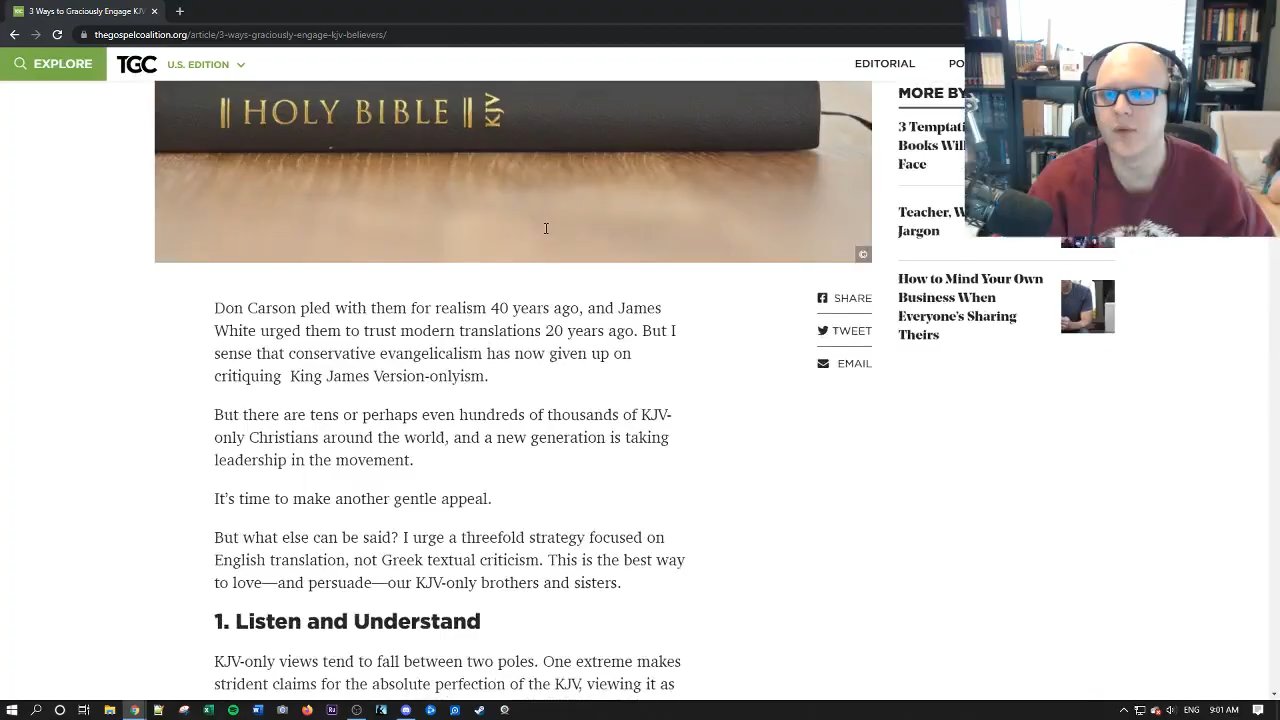 3 Ways to Graciously Engage KJV
thegospelcoalition.org/article/3-ways-graciously-engage-kjv-believers/
EXPLORE
TGC
U.S. EDITION
EDITORIAL
HOLY BIBLE
KJV
©
Don Carson pled with them for realism 40 years ago, and James
White urged them to trust modern translations 20 years ago. But I
sense that conservative evangelicalism has now given up on
critiquing King James Version-onlyism.
But there are tens or perhaps even hundreds of thousands of KJV-
only Christians around the world, and a new generation is taking
leadership in the movement.
It's time to make another gentle appeal.
But what else can be said? I urge a threefold strategy focused on
English translation, not Greek textual criticism. This is the best way
to love—and persuade—our KJV-only brothers and sisters.
1. Listen and Understand
KJV-only views tend to fall between two poles. One extreme makes
strident claims for the absolute perfection of the KJV, viewing it as
SHARE
TWEET
EMAIL
MORE BY
3 Temptati
Books Will
Face
Teacher, W
Jargon
How to Mind Your Own
Business When
Everyone's Sharing
Theirs
9:01 AM